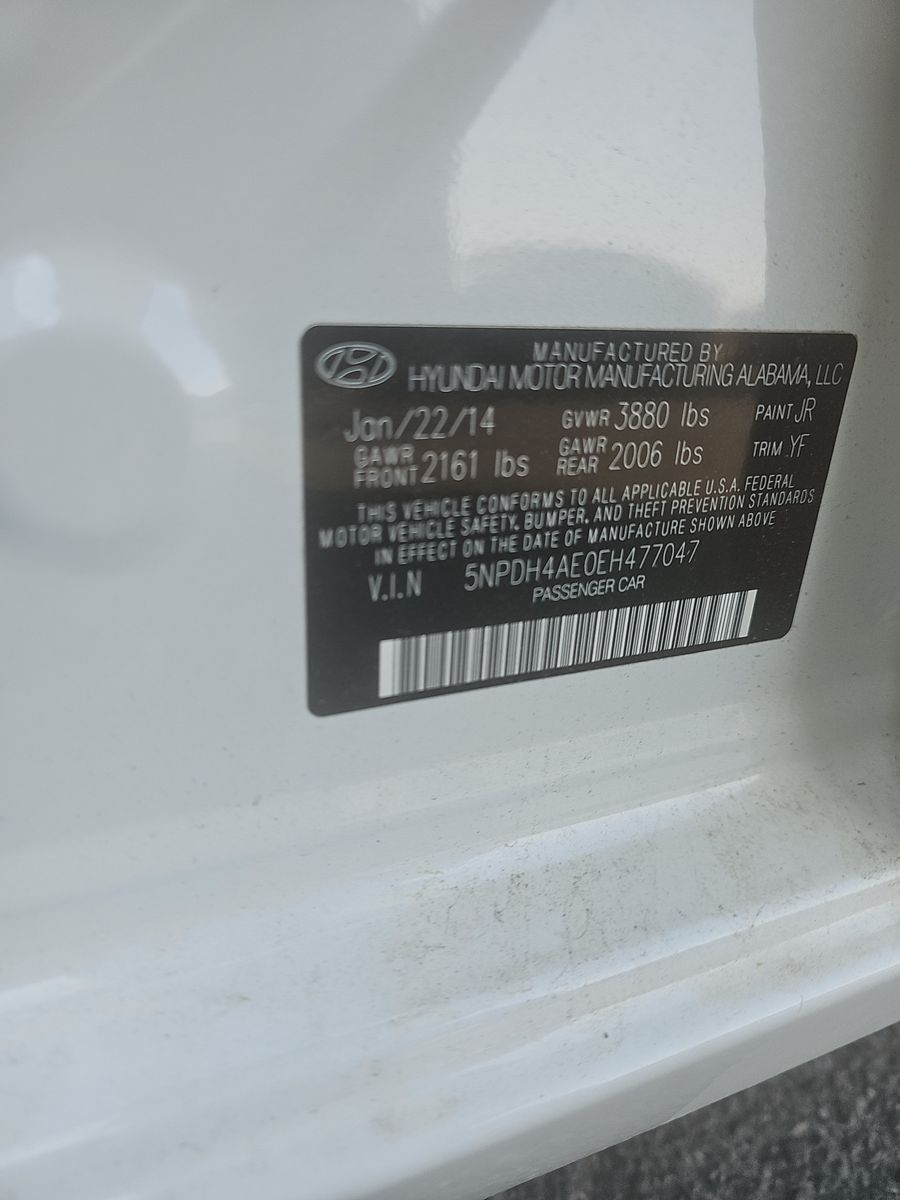 MANUFACTURED BY
HYUNDAI MOTOR MANUFACTURING ALABAMA, LLC
Jan/22/14 GVWR 3880 lbs PAINT JR
GAWR FRONT 2161 lbs GAWR REAR 2006 lbs TRIM YF
THIS VEHICLE CONFORMS TO ALL APPLICABLE U.S.A. FEDERAL
MOTOR VEHICLE SAFETY, BUMPER, AND THEFT PREVENTION STANDARDS
IN EFFECT ON THE DATE OF MANUFACTURE SHOWN ABOVE
V.I.N 5NPDH4AE0EH477047
PASSENGER CAR